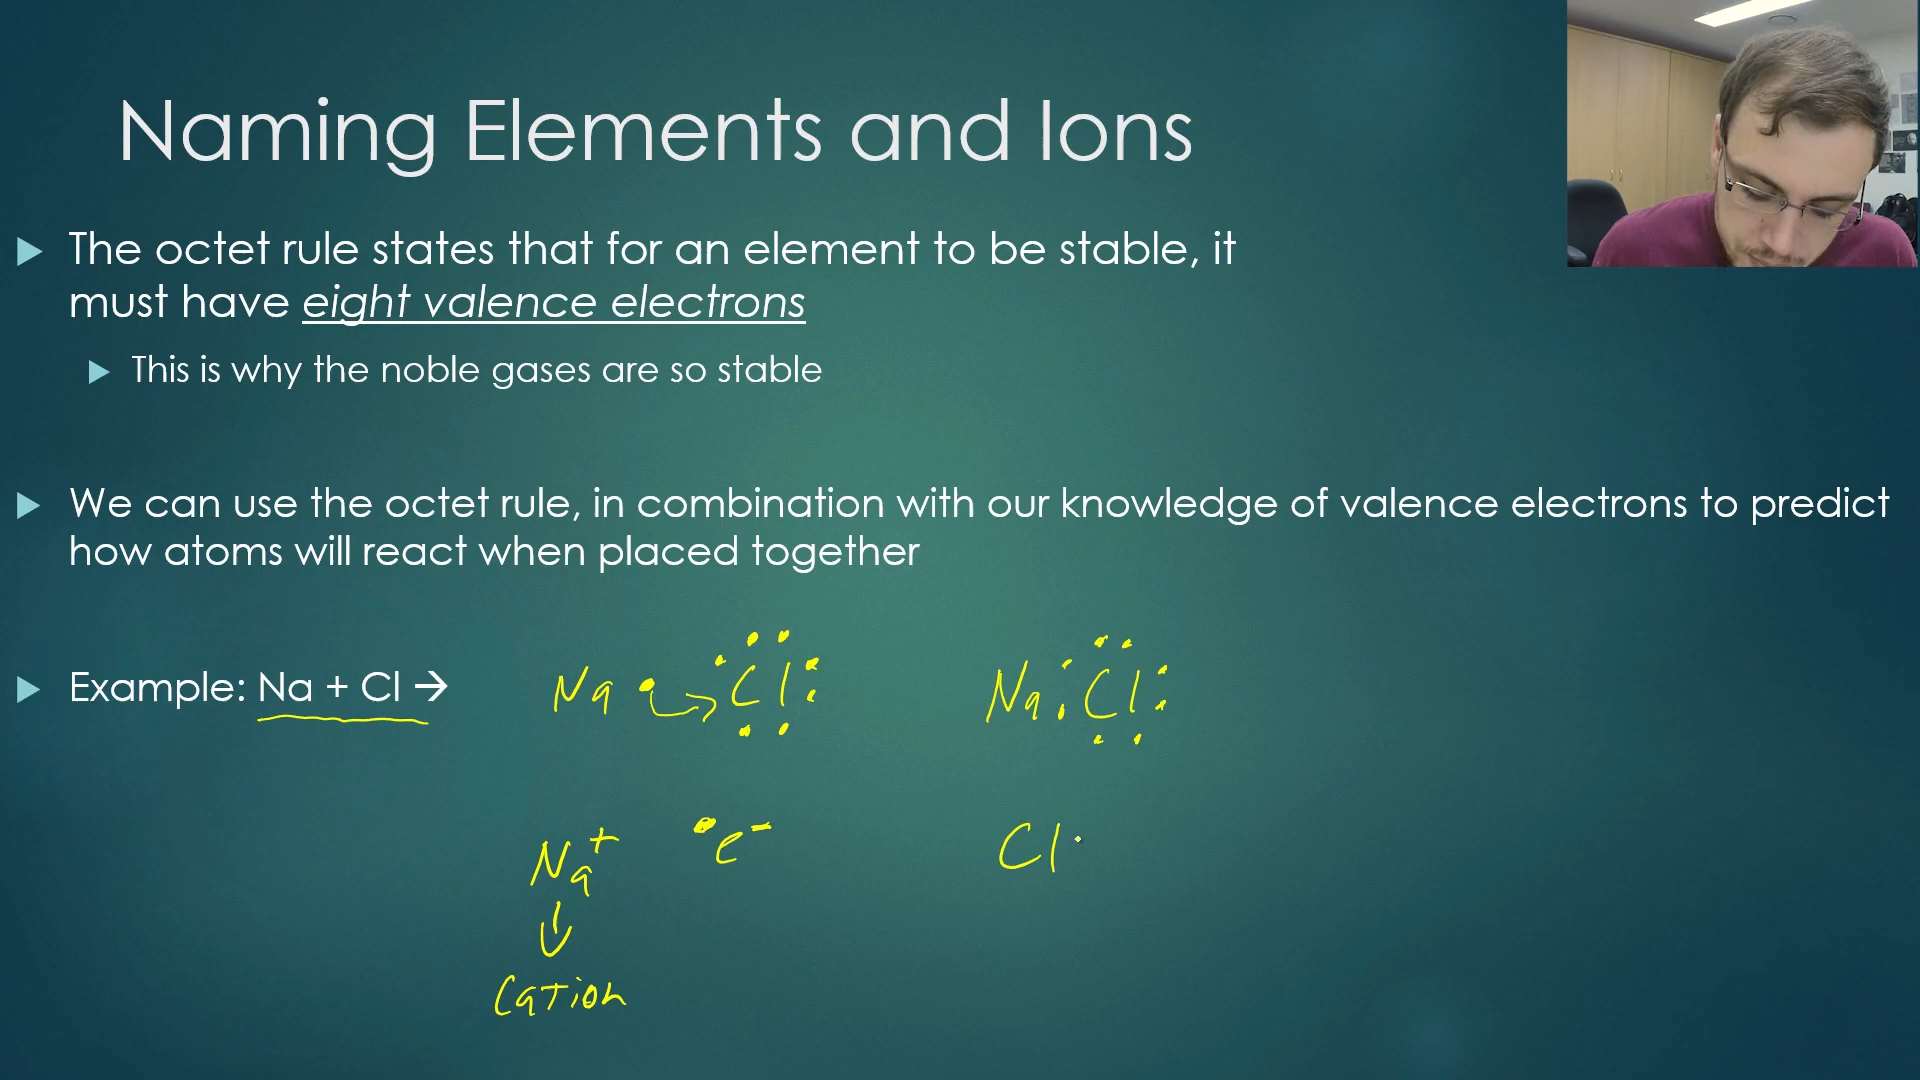 Naming Elements and Ions
The octet rule states that for an element to be stable, it
must have eight valence electrons
This is why the noble gases are so stable
We can use the octet rule, in combination with our knowledge of valence electrons to predict
how atoms will react when placed together
Example: Na + Cl → Na Cl Na Cl
Na+ e- Cl
Cation